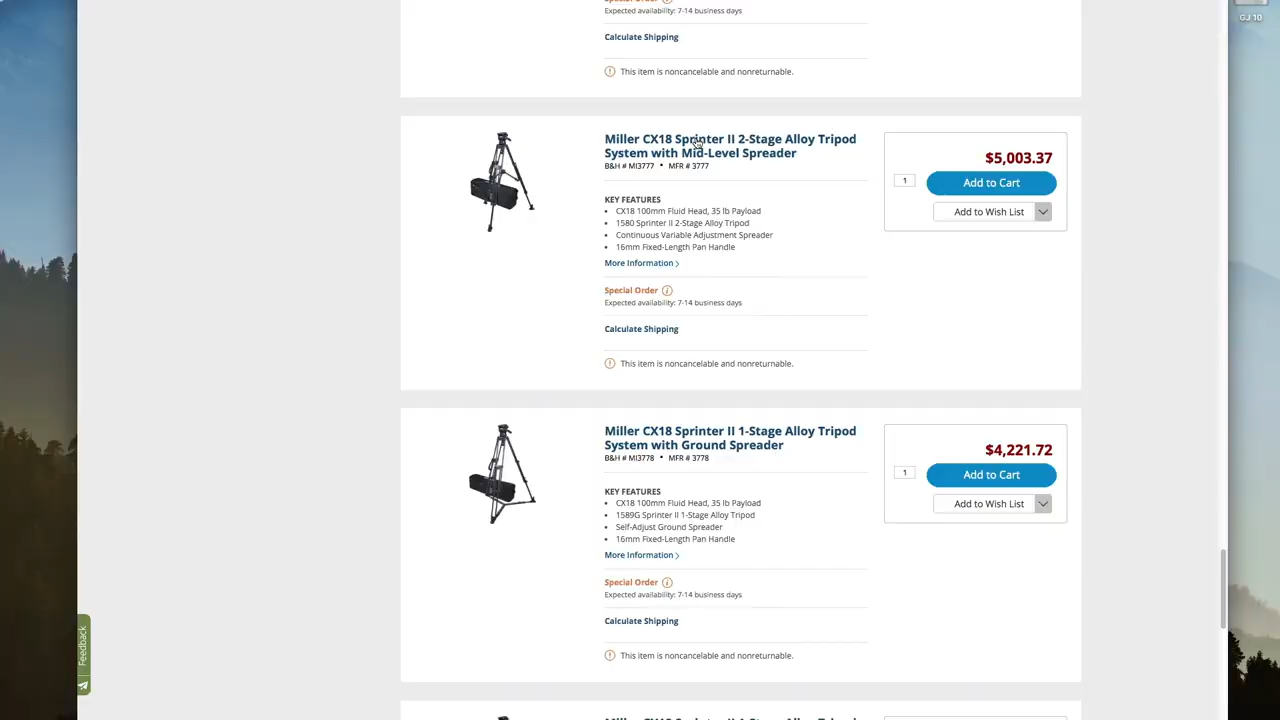 GJ 10
Expected availability: 7-14 business days
Calculate Shipping
This item is noncancelable and nonreturnable.
Miller CX18 Sprinter II 2-Stage Alloy Tripod
System with Mid-Level Spreader
B&H # MI3777 • MFR # 3777
KEY FEATURES
• CX18 100mm Fluid Head, 35 lb Payload
• 1580 Sprinter II 2-Stage Alloy Tripod
• Continuous Variable Adjustment Spreader
• 16mm Fixed-Length Pan Handle
More Information >
Special Order
Expected availability: 7-14 business days
Calculate Shipping
This item is noncancelable and nonreturnable.
$5,003.37
1 Add to Cart
Add to Wish List
Miller CX18 Sprinter II 1-Stage Alloy Tripod
System with Ground Spreader
B&H # MI3778 • MFR # 3778
KEY FEATURES
• CX18 100mm Fluid Head, 35 lb Payload
• 1589G Sprinter II 1-Stage Alloy Tripod
• Self-Adjust Ground Spreader
• 16mm Fixed-Length Pan Handle
More Information >
Special Order
Expected availability: 7-14 business days
Calculate Shipping
This item is noncancelable and nonreturnable.
$4,221.72
1 Add to Cart
Add to Wish List
Feedback